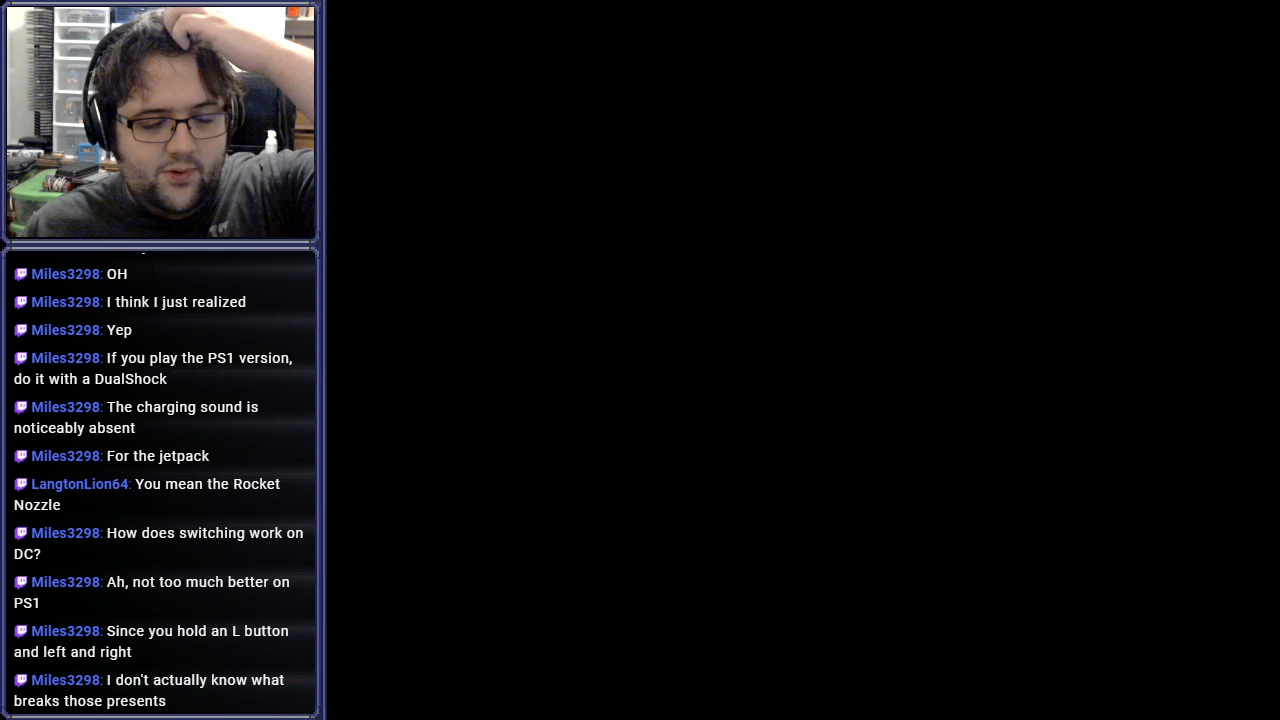 Miles3298: OH
Miles3298: I think I just realized
Miles3298: Yep
Miles3298: If you play the PS1 version,
do it with a DualShock
Miles3298: The charging sound is
noticeably absent
Miles3298: For the jetpack
LangtonLion64: You mean the Rocket
Nozzle
Miles3298: How does switching work on
DC?
Miles3298: Ah, not too much better on
PS1
Miles3298: Since you hold an L button
and left and right
Miles3298: I don't actually know what
breaks those presents